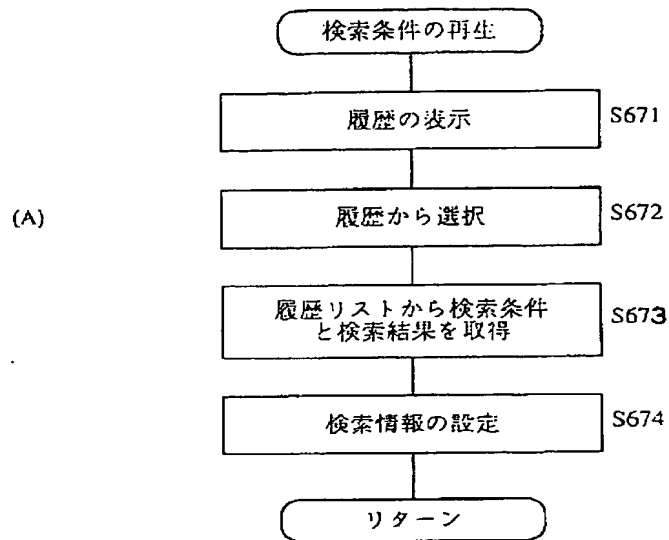 検索条件の再生
履歴の表示
S671
(A)
履歴から選択
S672
履歴リストから検索条件
と検索結果を取得
S673
検索情報の設定
S674
リターン